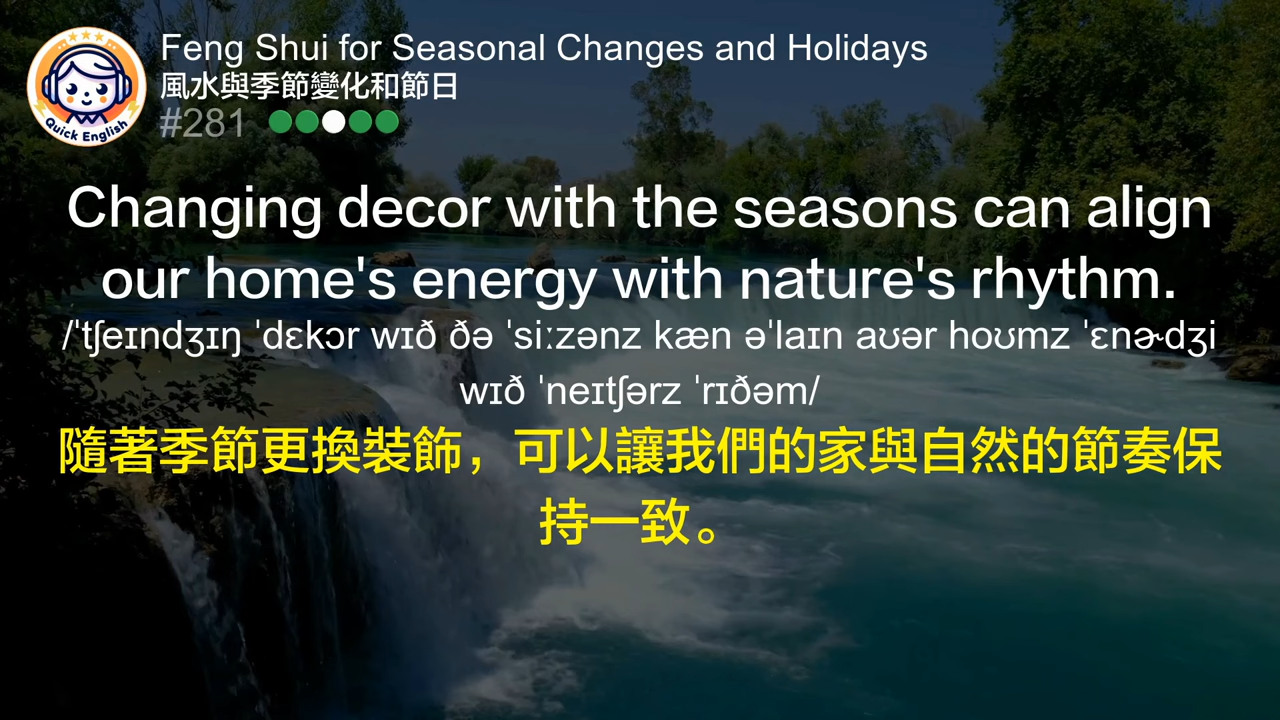 Quick English
Feng Shui for Seasonal Changes and Holidays
風水與季節變化和節日
#281
Changing decor with the seasons can align
our home's energy with nature's rhythm.
/ˈtʃeɪndʒɪŋ ˈdɛkɔr wɪð ðə ˈsiːzənz kæn əˈlaɪn aʊər hoʊmz ˈɛnɚdʒi
wɪð ˈneɪtʃərz ˈrɪðəm/
隨著季節更換裝飾，可以讓我們的家與自然的節奏保
持一致。